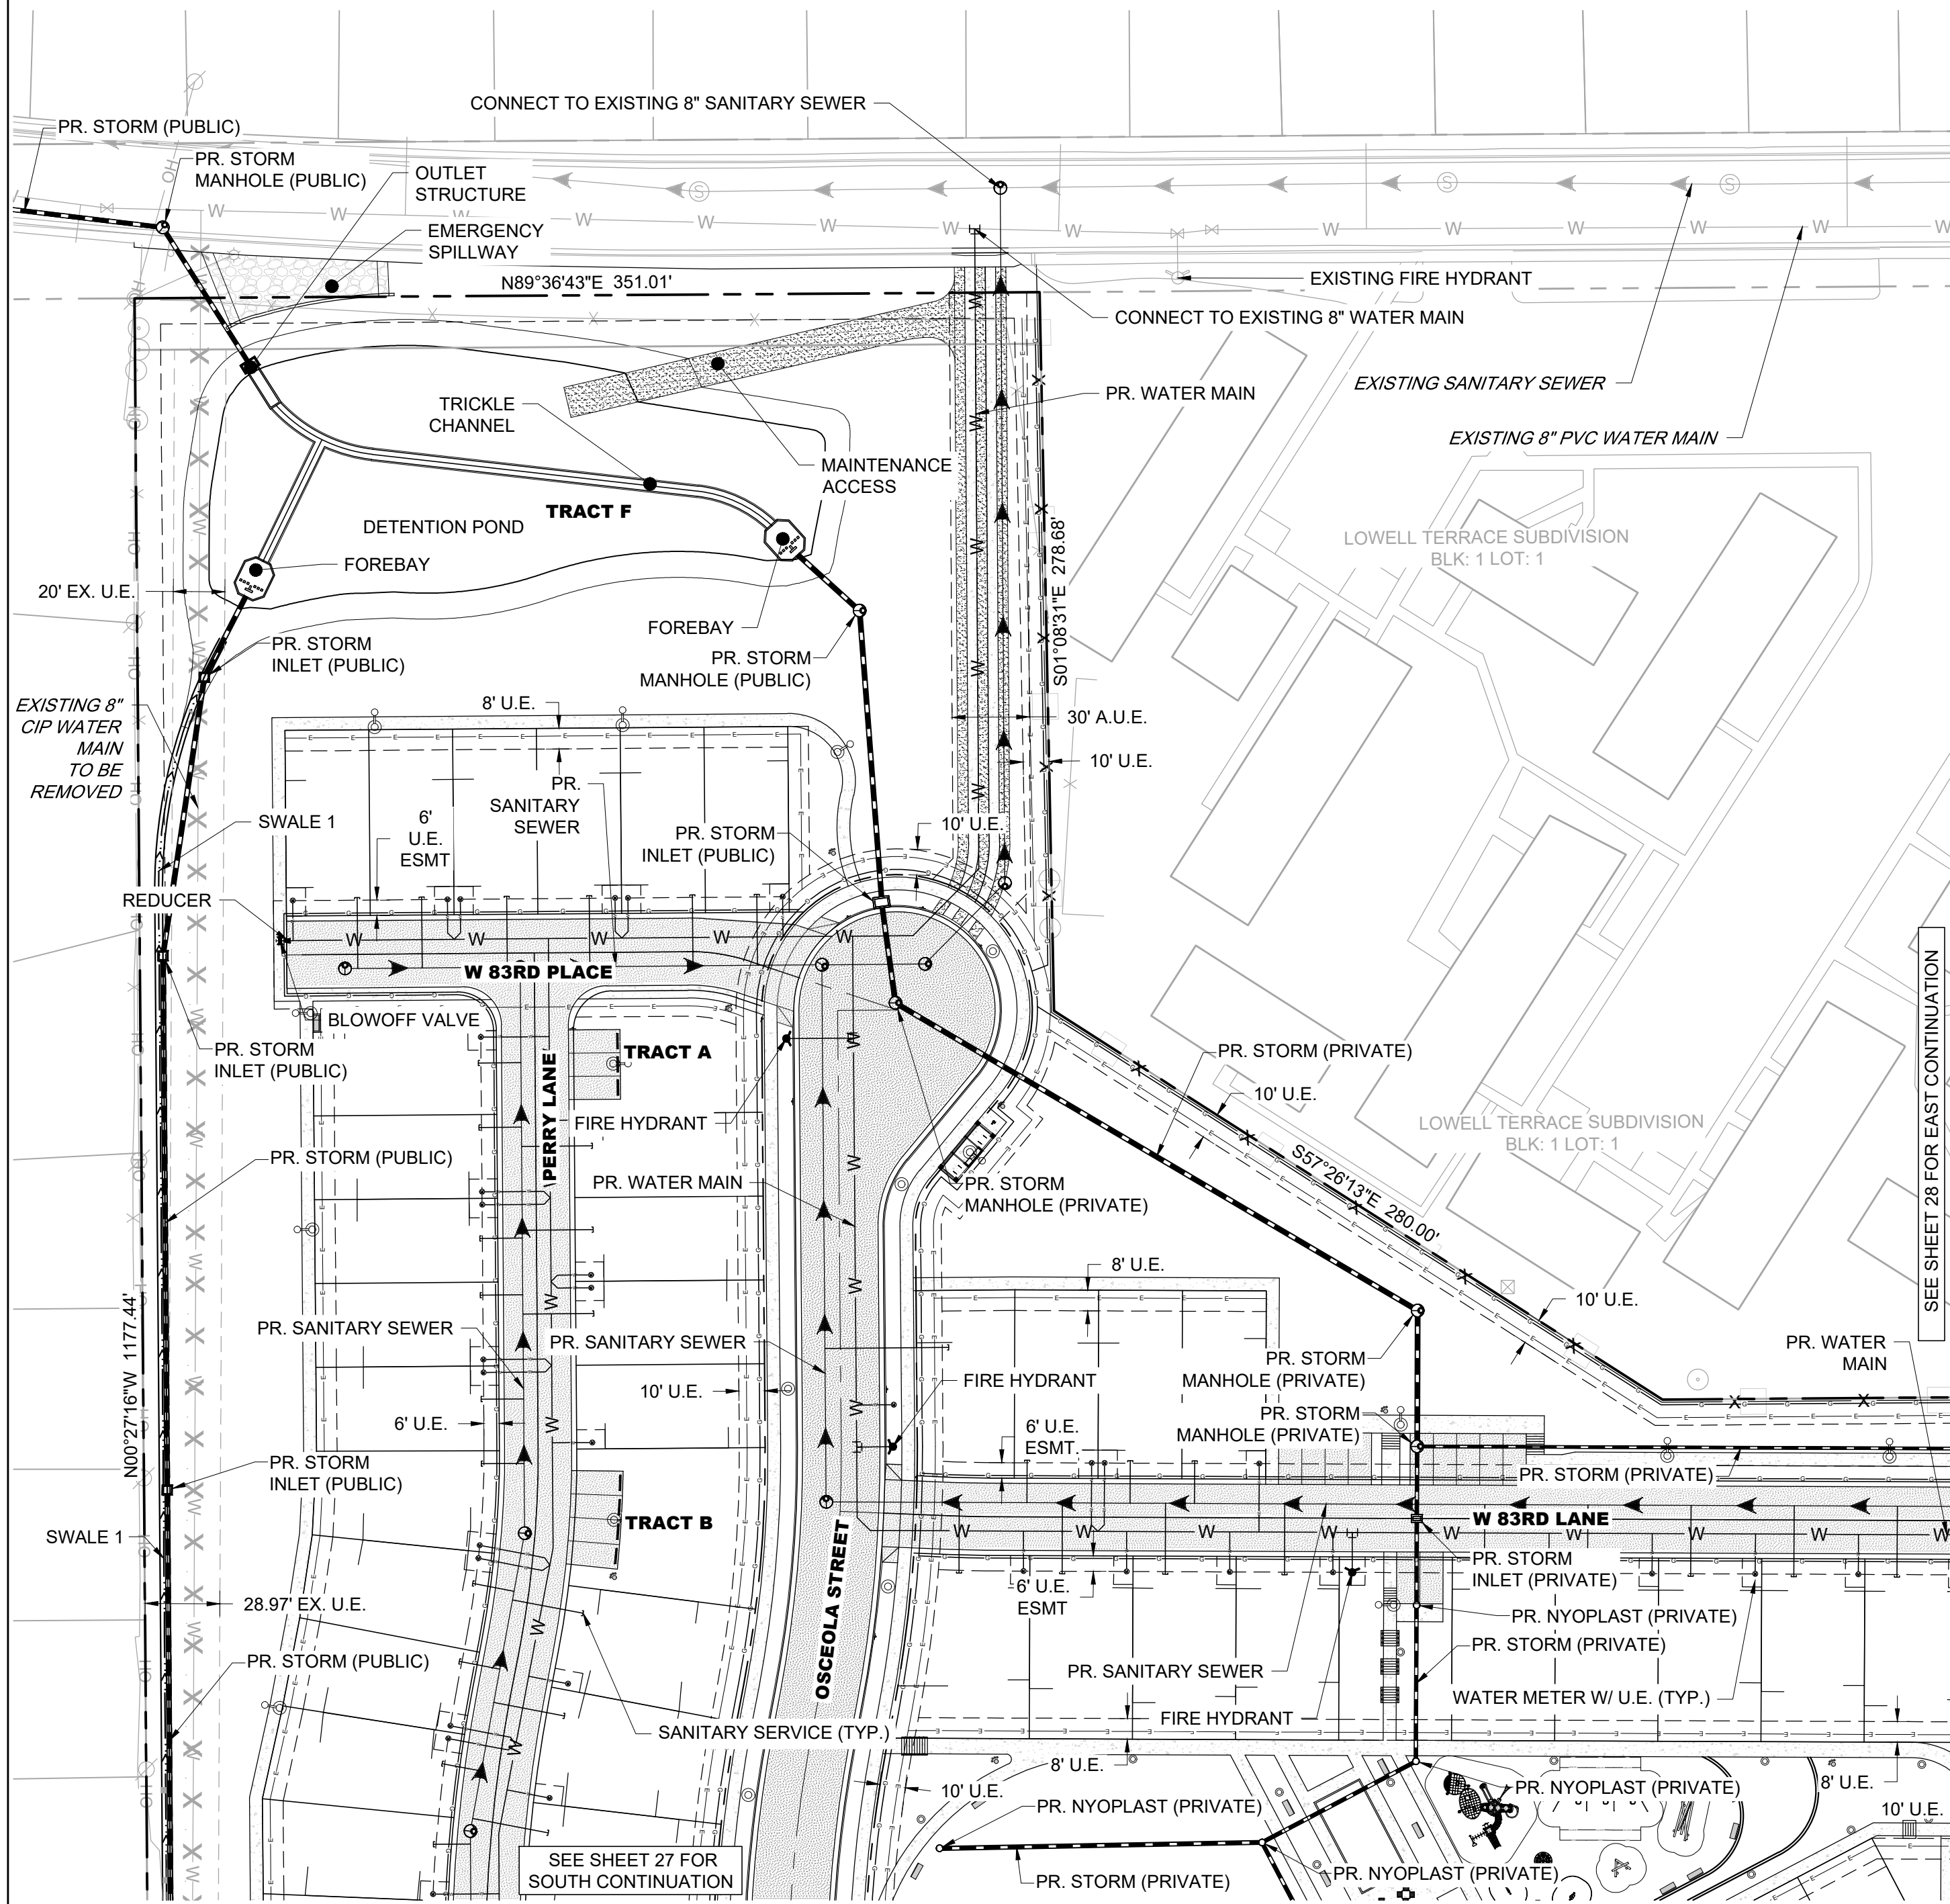 CONNECT TO EXISTING 8" SANITARY SEWER
PR. STORM (PUBLIC)
PR. STORM
MANHOLE (PUBLIC)
OUTLET
STRUCTURE
EMERGENCY
SPILLWAY
N89°36'43"E 351.01'
EXISTING FIRE HYDRANT
CONNECT TO EXISTING 8" WATER MAIN
EXISTING SANITARY SEWER
PR. WATER MAIN
TRICKLE
CHANNEL
EXISTING 8" PVC WATER MAIN
MAINTENANCE
ACCESS
TRACT F
DETENTION POND
LOWELL TERRACE SUBDIVISION
BLK: 1 LOT: 1
FOREBAY
20' EX. U.E.
S01°08'31"E 278.68'
FOREBAY
PR. STORM
INLET (PUBLIC)
PR. STORM
MANHOLE (PUBLIC)
EXISTING 8"
CIP WATER
MAIN
TO BE
REMOVED
8' U.E.
30' A.U.E.
10' U.E.
PR.
SANITARY
SEWER
SWALE 1
6'
U.E.
ESMT
PR. STORM
INLET (PUBLIC)
10' U.E.
REDUCER
W 83RD PLACE
BLOWOFF VALVE
PR. STORM
INLET (PUBLIC)
TRACT A
PERRY LANE
PR. STORM (PRIVATE)
10' U.E.
FIRE HYDRANT
LOWELL TERRACE SUBDIVISION
BLK: 1 LOT: 1
SEE SHEET 28 FOR EAST CONTINUATION
PR. STORM (PUBLIC)
PR. WATER MAIN
PR. STORM
MANHOLE (PRIVATE)
S57°26'13"E 280.00'
8' U.E.
10' U.E.
N00°27'16"W 1177.44'
PR. SANITARY SEWER
PR. SANITARY SEWER
PR. WATER
MAIN
PR. STORM
MANHOLE (PRIVATE)
FIRE HYDRANT
10' U.E.
6' U.E.
PR. STORM
MANHOLE (PRIVATE)
6' U.E.
ESMT.
PR. STORM
INLET (PUBLIC)
PR. STORM (PRIVATE)
SWALE 1
TRACT B
W 83RD LANE
OSCEOLA STREET
PR. STORM
INLET (PRIVATE)
6' U.E.
ESMT
28.97' EX. U.E.
PR. NYOPLAST (PRIVATE)
PR. STORM (PRIVATE)
PR. STORM (PUBLIC)
PR. SANITARY SEWER
WATER METER W/ U.E. (TYP.)
FIRE HYDRANT
SANITARY SERVICE (TYP.)
8' U.E.
10' U.E.
PR. NYOPLAST (PRIVATE)
8' U.E.
PR. NYOPLAST (PRIVATE)
10' U.E.
SEE SHEET 27 FOR
SOUTH CONTINUATION
PR. STORM (PRIVATE)
PR. NYOPLAST (PRIVATE)